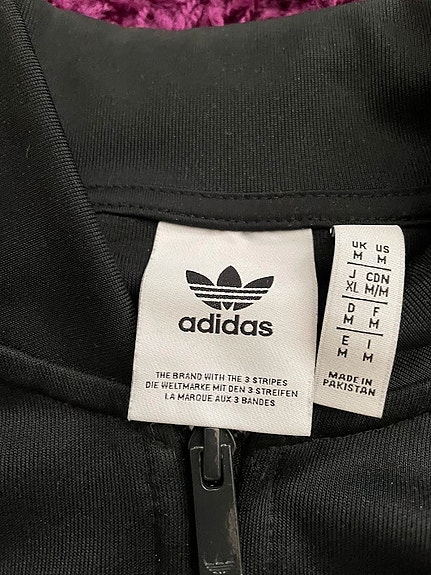 adidas
THE BRAND WITH THE 3 STRIPES
DIE WELTMARKE MIT DEN 3 STREIFEN
LA MARQUE AUX 3 BANDES
UK US
M M
J CDN
XL M/M
D F
M M
E I
M M
MADE IN
PAKISTAN